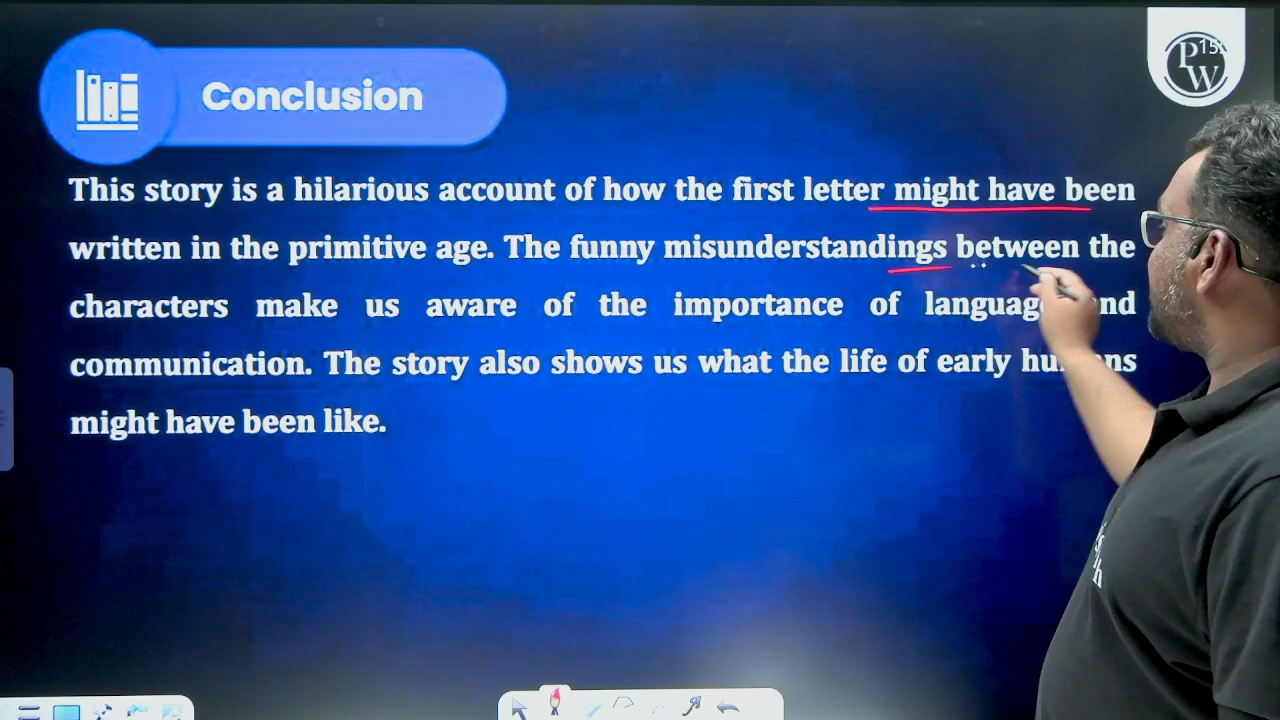 Conclusion
This story is a hilarious account of how the first letter might have been
written in the primitive age. The funny misunderstandings between the
characters make us aware of the importance of
communication. The story also shows us what the life of early
might have been like.
PW